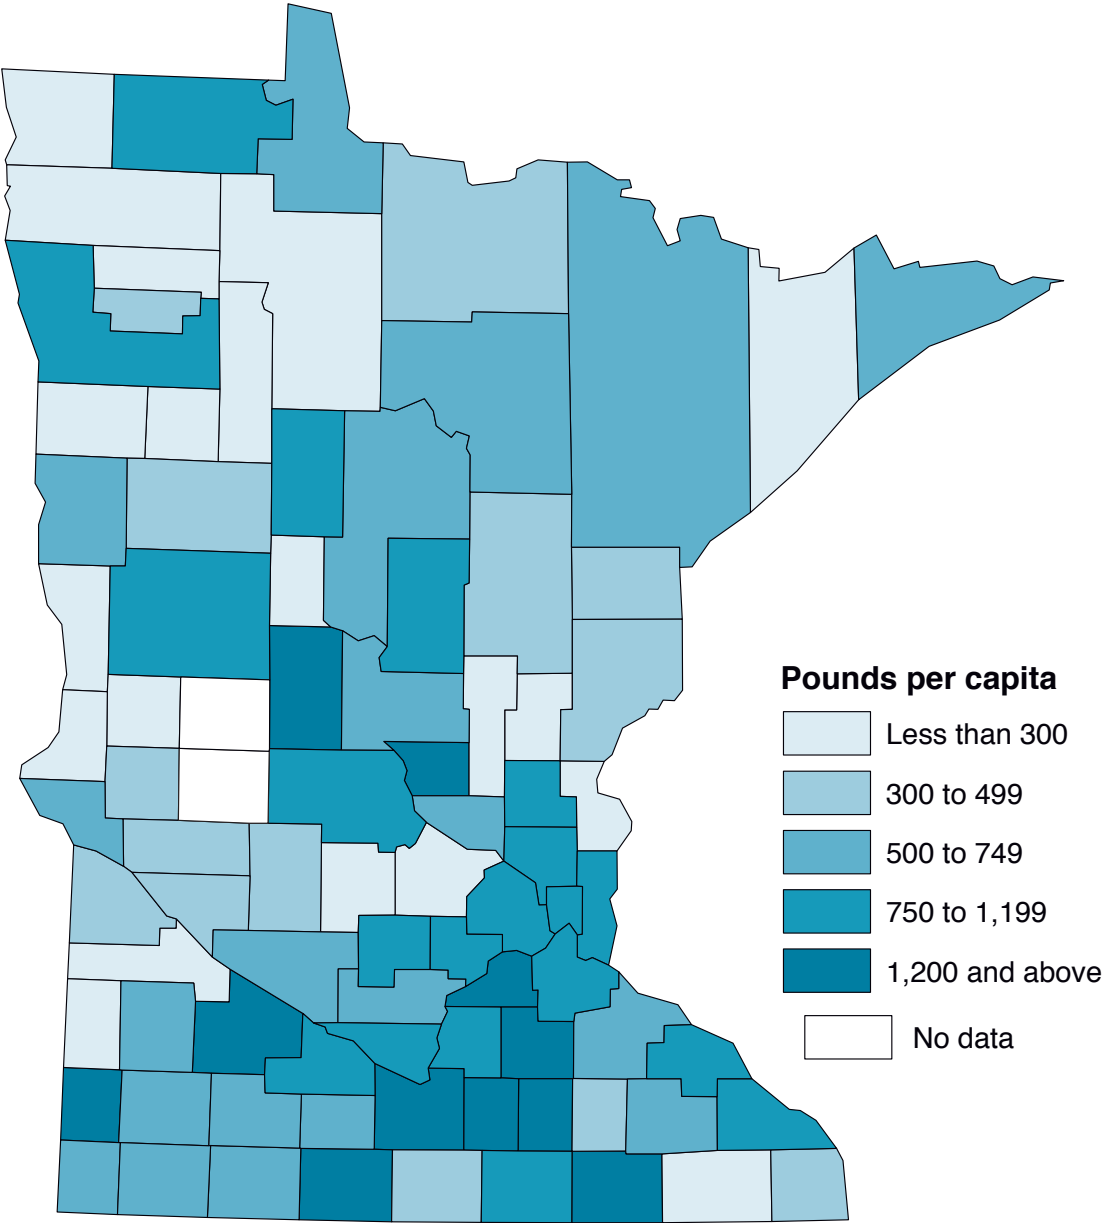 Pounds per capita
Less than 300
300 to 499
500 to 749
750 to 1,199
1,200 and above
No data